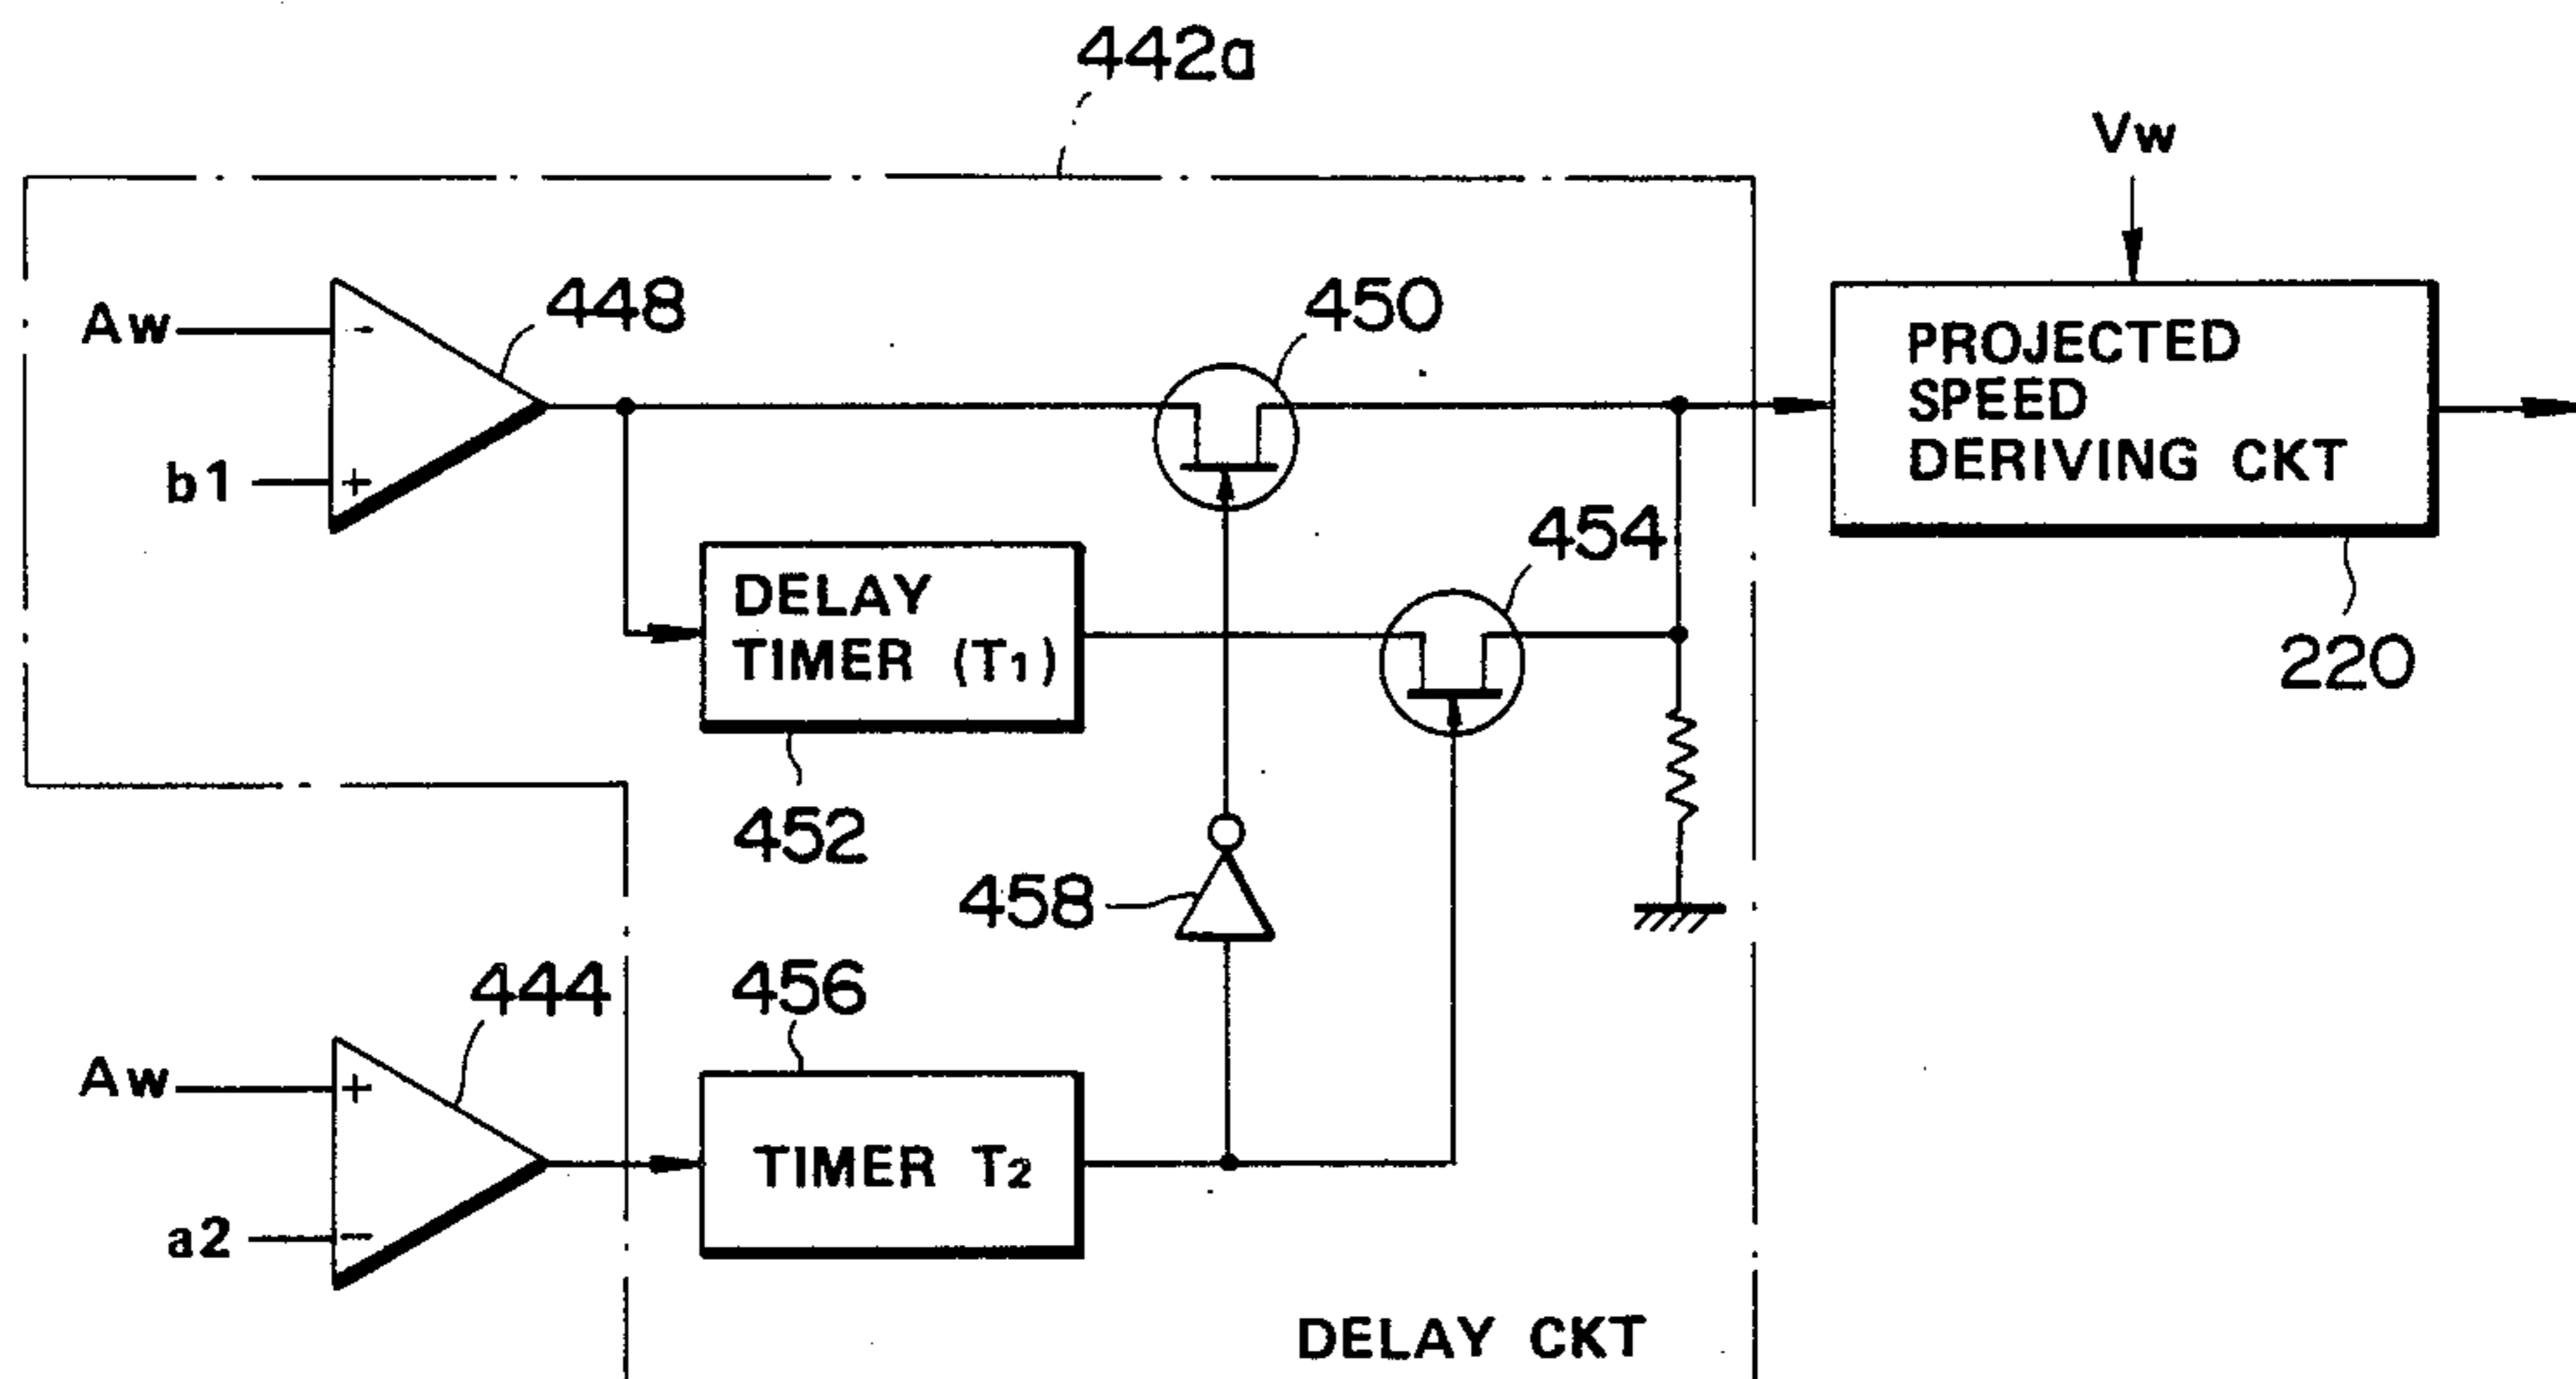 442a
Vw
Aw
-
448
450
b1
+
PROJECTED
SPEED
DERIVING CKT
454
DELAY
TIMER (T1)
220
452
458
444
456
Aw
+
TIMER T2
a2
-
DELAY CKT